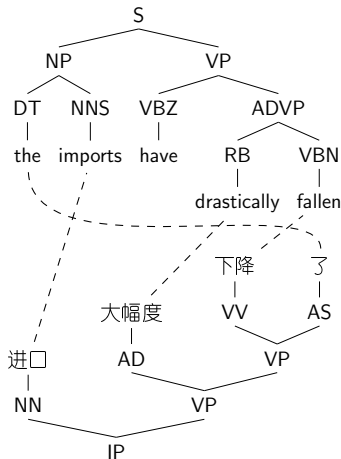 S
NP VP
DT NNS VBZ ADVP
the imports have RB VBN
drastically fallen
下降 了
大幅度 VV AS
进口 AD VP
NN VP
IP